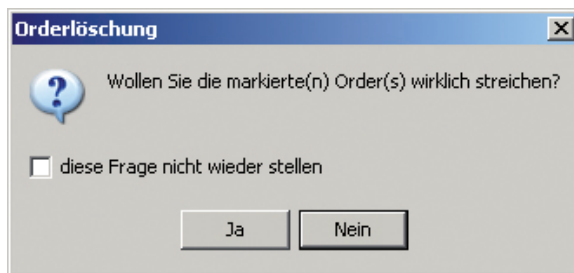 Orderlöschung
Wollen Sie die markierte(n) Order(s) wirklich streichen?
diese Frage nicht wieder stellen
Ja
Nein